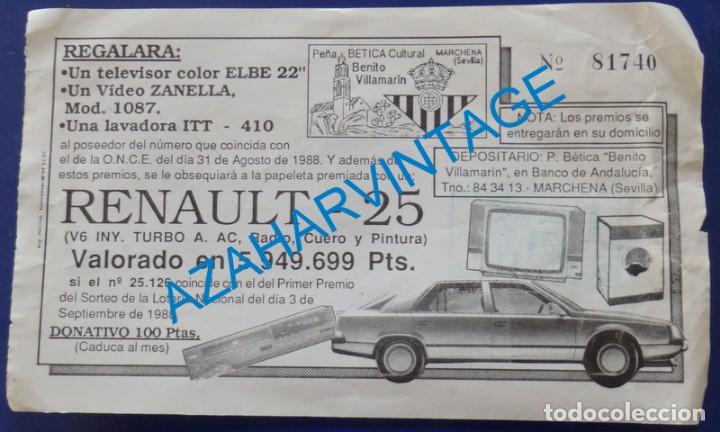 REGALARA:
•Un televisor color ELBE 22"
•Un Vídeo ZANELLA,
Mod. 1087.
•Una lavadora ITT - 410
al poseedor del número que coincida con
el de la O.N.C.E. del día 31 de Agosto de 1988. Y además de
estos premios, se le obsequiará a la papeleta premiada con un:
Peña BETICA Cultural MARCHENA
(Sevilla)
Benito
Villamarin
Nº 81740
NOTA: Los premios se
entregarán en su domicilio
DEPOSITARIO: P. Bética "Benito
Villamarín", en Banco de Andalucía,
Tno.: 84 34 13 - MARCHENA (Sevilla)
RENAULT - 25
(V6 INY. TURBO A. AC, Radio, Cuero y Pintura)
Valorado en 5.949.699 Pts.
si el nº 25.126 coincide con el del Primer Premio
del Sorteo de la Lotería Nacional del día 3 de
Septiembre de 1988
DONATIVO 100 Ptas.
(Caduca al mes)
AZAHARVINTAGE
todocoleccion